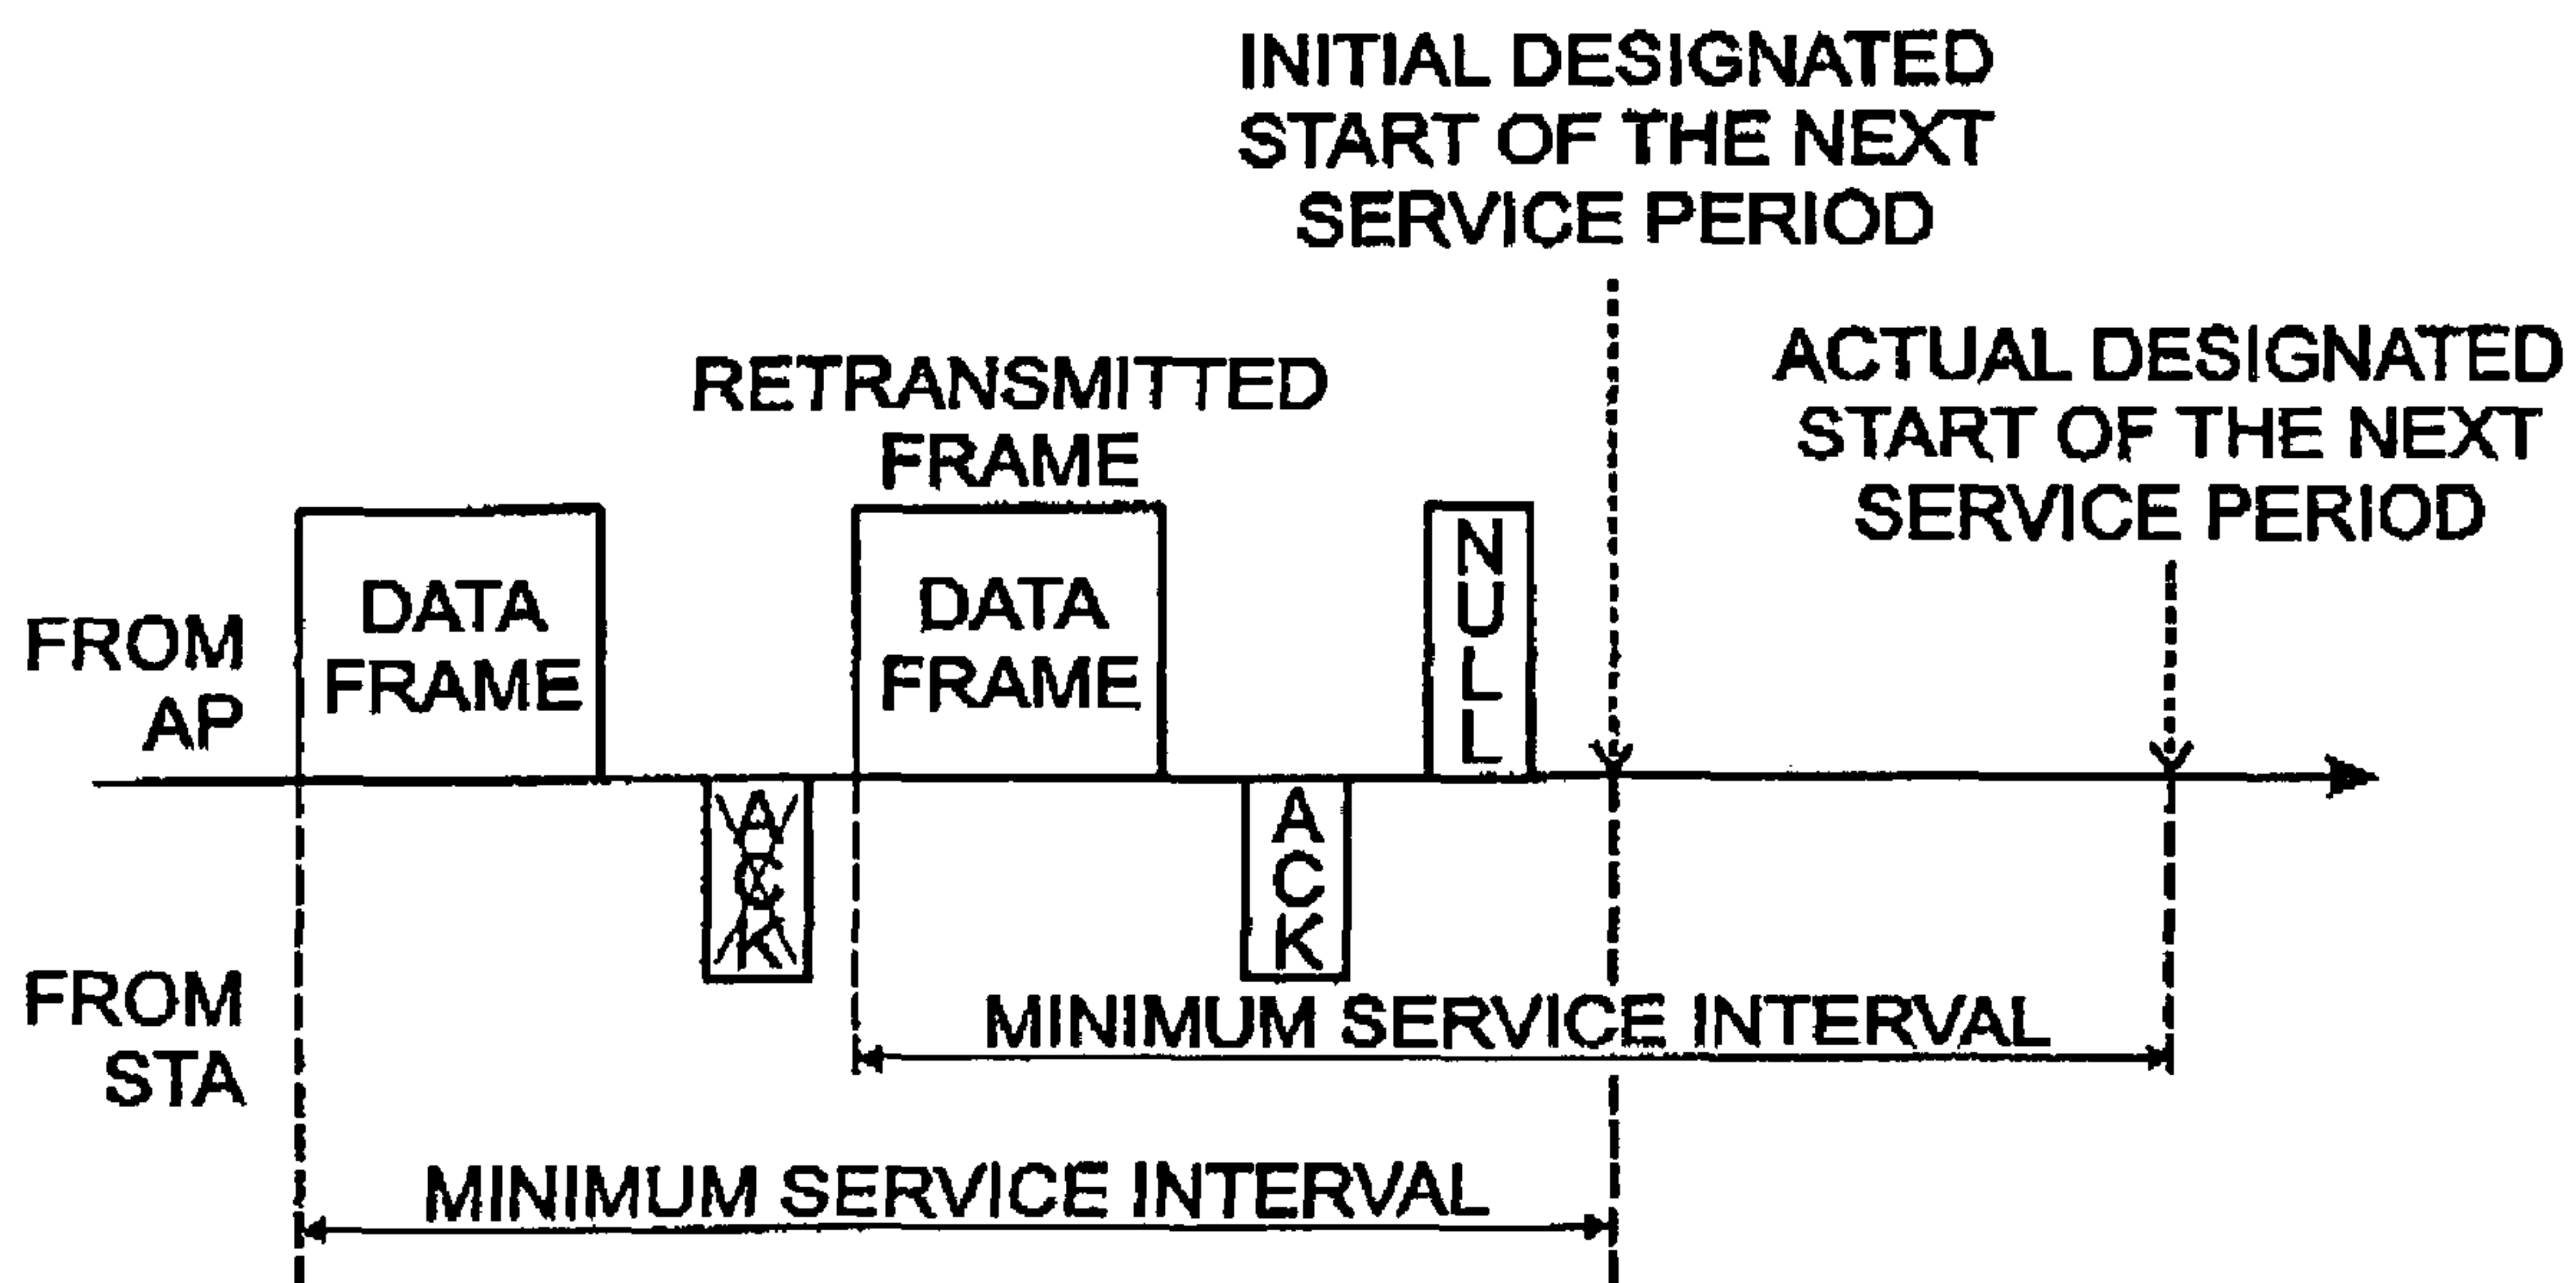 INITIAL DESIGNATED
START OF THE NEXT
SERVICE PERIOD
ACTUAL DESIGNATED
START OF THE NEXT
SERVICE PERIOD
RETRANSMITTED
FRAME
FROM
AP
DATA
FRAME
DATA
FRAME
NULL
ACK
ACK
FROM
STA
MINIMUM SERVICE INTERVAL
MINIMUM SERVICE INTERVAL